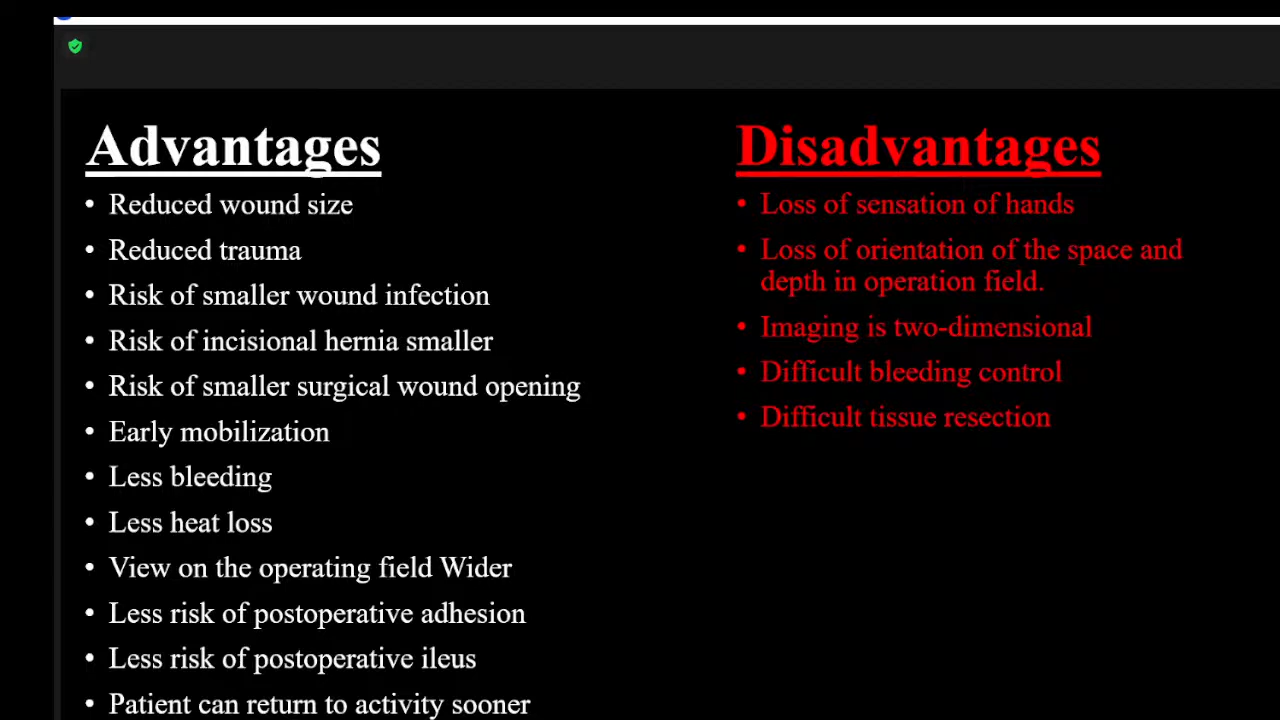 Advantages
• Reduced wound size
• Reduced trauma
• Risk of smaller wound infection
• Risk of incisional hernia smaller
• Risk of smaller surgical wound opening
• Early mobilization
• Less bleeding
• Less heat loss
• View on the operating field Wider
• Less risk of postoperative adhesion
• Less risk of postoperative ileus
• Patient can return to activity sooner
Disadvantages
• Loss of sensation of hands
• Loss of orientation of the space and
depth in operation field.
• Imaging is two-dimensional
• Difficult bleeding control
• Difficult tissue resection